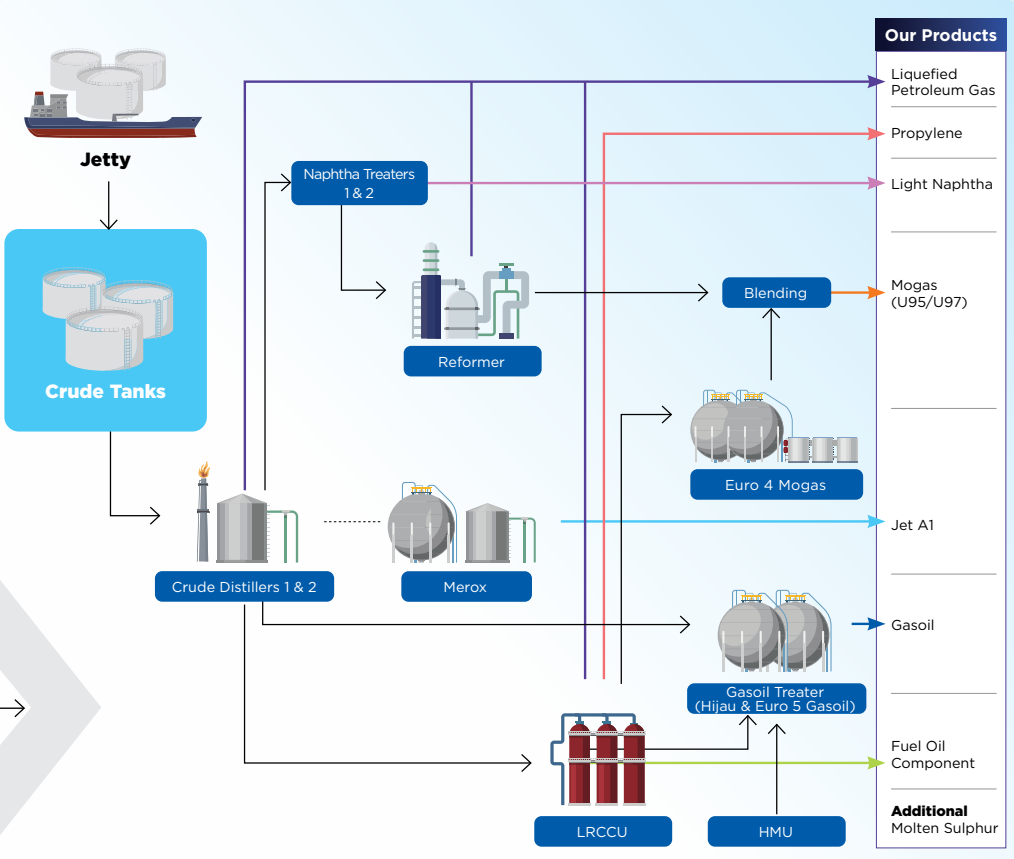 Our Products
Liquefied
Petroleum Gas
Propylene
Jetty
Naphtha Treaters
1 & 2
Light Naphtha
Blending
Mogas
(U95/U97)
Reformer
Crude Tanks
Euro 4 Mogas
Jet A1
Crude Distillers 1 & 2
Merox
Gasoil
Gasoil Treater
(Hijau & Euro 5 Gasoil)
Fuel Oil
Component
LRCCU
HMU
Additional
Molten Sulphur